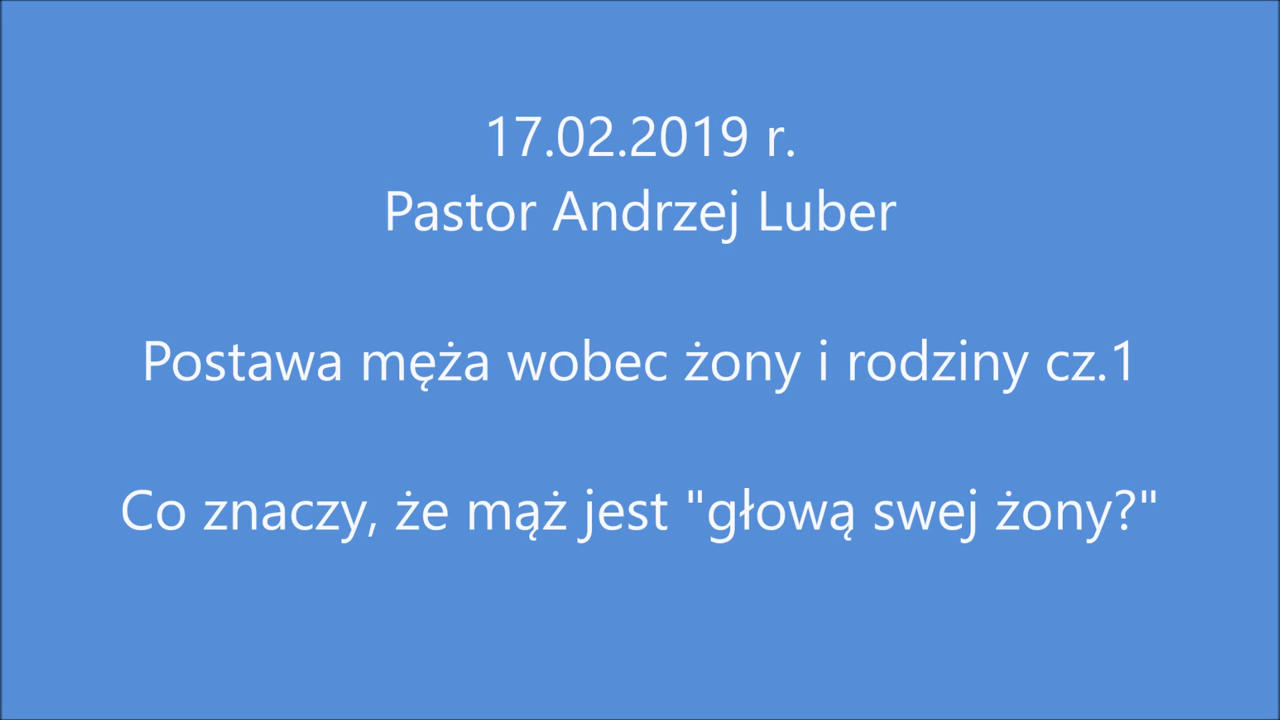 17.02.2019 r.
Pastor Andrzej Luber
Postawa męża wobec żony i rodziny cz.1
Co znaczy, że mąż jest "głową swej żony?"